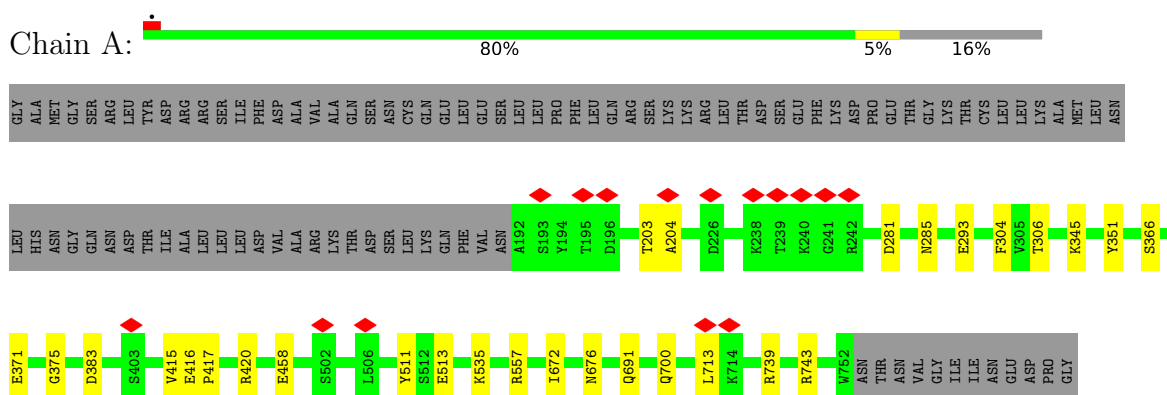 Chain A:
80% 5% 16%
GLY ALA MET GLY SER ARG LEU TYR ASP ARG ARG SER ILE PHE ASP ALA VAL ALA GLN SER ASN CYS GLN GLU LEU GLU SER LEU LEU PRO PHE LEU GLN ARG SER LYS LYS ARG LEU THR ASP SER GLU PHE LYS ASP PRO GLU THR GLY LYS THR CYS LEU LEU LYS ALA MET LEU ASN
LEU HIS ASN GLY GLN ASN ASP THR ILE ALA LEU LEU LEU ASP VAL ALA ARG LYS THR ASP SER LEU LYS GLN PHE VAL ASN A192 S193 Y194 T195 D196 T203 A204 D226 K238 T239 K240 G241 R242 D281 N285 E293 F304 V305 T306 K345 Y351 S366
E371 G375 D383 S403 V415 E416 P417 R420 E458 S502 L506 Y511 S512 E513 K535 R557 I672 N676 Q691 Q700 L713 K714 R739 R743 W752 ASN THR ASN VAL GLY ILE ILE ASN GLU ASP PRO GLY